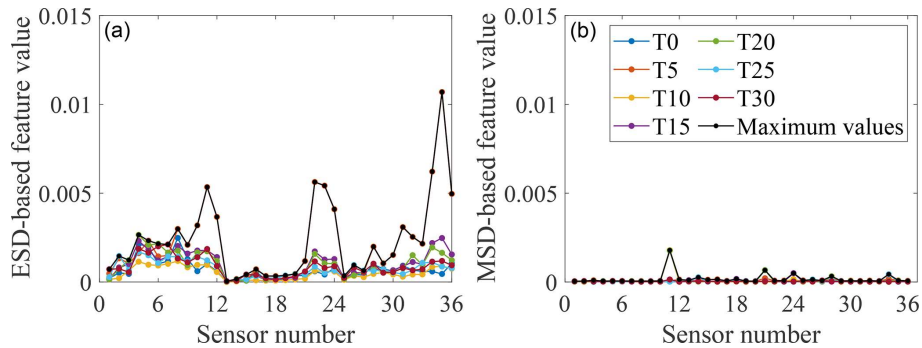 (a)
ESD-based feature value
0.015
0.01
0.005
0
0 6 12 18 24 30 36
Sensor number
(b)
MSD-based feature value
0.015
0.01
0.005
0
0 6 12 18 24 30 36
Sensor number
T0 T20
T5 T25
T10 T30
T15 Maximum values